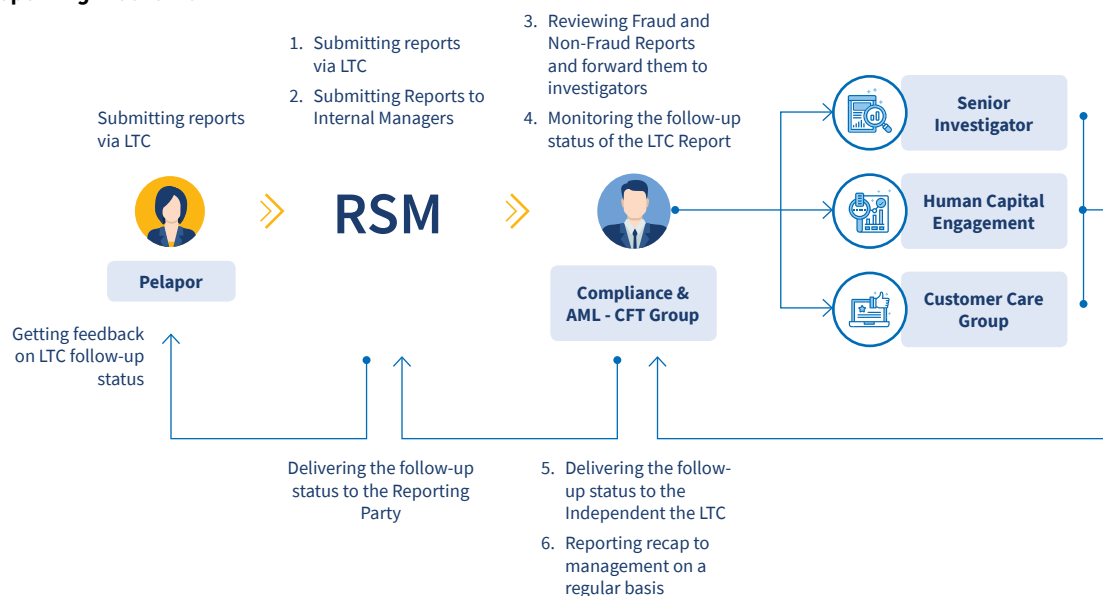 3. Reviewing Fraud and
Non-Fraud Reports
and forward them to
investigators
4. Monitoring the follow-up
status of the LTC Report
1. Submitting reports
via LTC
2. Submitting Reports to
Internal Managers
Submitting reports
via LTC
RSM
Pelapor
Compliance &
AML - CFT Group
Senior
Investigator
Human Capital
Engagement
Customer Care
Group
Getting feedback
on LTC follow-up
status
Delivering the follow-up
status to the Reporting
Party
5. Delivering the follow-
up status to the
Independent the LTC
6. Reporting recap to
management on a
regular basis